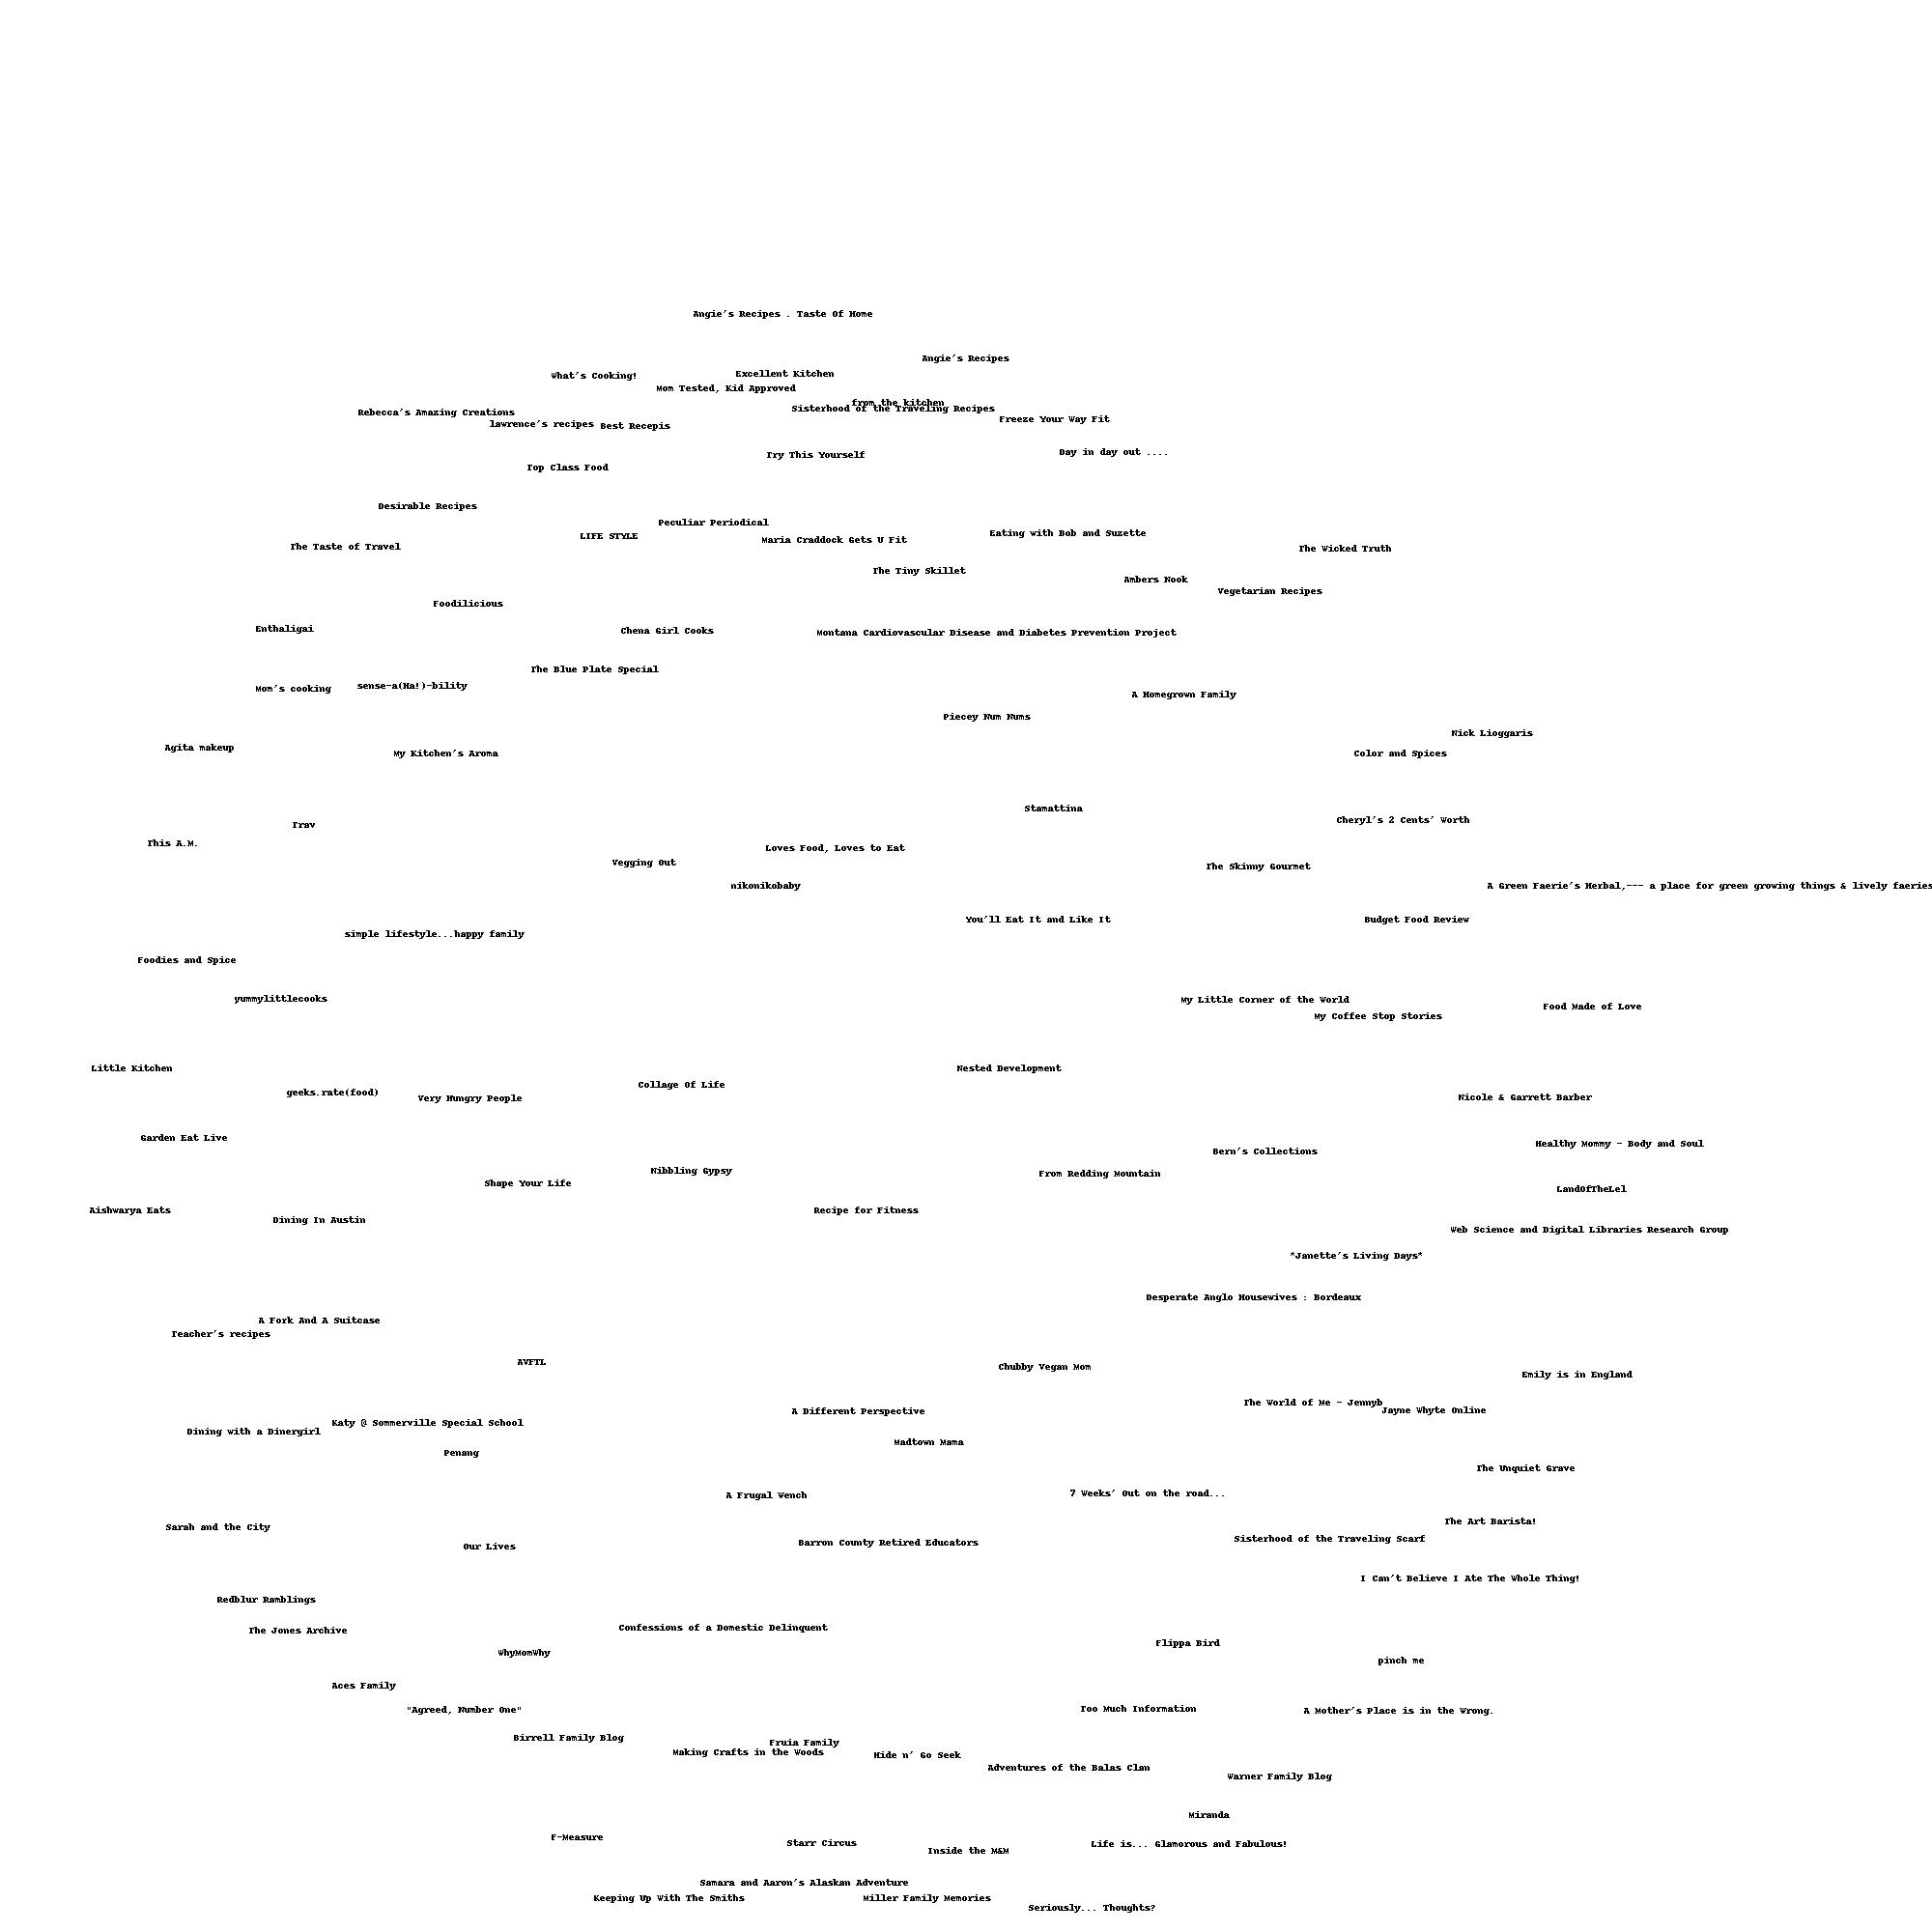 Angie's Recipes . Taste Of Home
Angie's Recipes
Excellent Kitchen
What's Cooking!
Mom Tested, Kid Approved
from the kitchen
Sisterhood of the Traveling Recipes
Rebecca's Amazing Creations
Freeze Your Way Fit
lawrence's recipes
Best Recepis
Day in day out ....
Try This Yourself
Top Class Food
Desirable Recipes
Peculiar Periodical
Eating with Bob and Suzette
LIFE STYLE
Maria Craddock Gets U Fit
The Taste of Travel
The Wicked Truth
The Tiny Skillet
Ambers Nook
Vegetarian Recipes
Foodilicious
Enthaligai
Chena Girl Cooks
Montana Cardiovascular Disease and Diabetes Prevention Project
The Blue Plate Special
sense-a(Ha!)-bility
Mom's cooking
A Homegrown Family
Piecey Num Nums
Nick Lioggaris
Agita makeup
My Kitchen's Aroma
Color and Spices
Stamattina
Cheryl's 2 Cents' Worth
Trav
This A.M.
Loves Food, Loves to Eat
Vegging Out
The Skinny Gourmet
nikonikobaby
A Green Faerie's Herbal,--- a place for green growing things & lively faeries
You'll Eat It and Like It
Budget Food Review
simple lifestyle...happy family
Foodies and Spice
yummylittlecooks
My Little Corner of the World
Food Made of Love
My Coffee Stop Stories
Little Kitchen
Nested Development
Collage Of Life
geeks.rate(food)
Very Hungry People
Nicole & Garrett Barber
Garden Eat Live
Healthy Mommy - Body and Soul
Bern's Collections
Nibbling Gypsy
From Redding Mountain
Shape Your Life
LandOfTheLel
Aishwarya Eats
Recipe for Fitness
Dining In Austin
Web Science and Digital Libraries Research Group
*Janette's Living Days*
Desperate Anglo Housewives : Bordeaux
A Fork And A Suitcase
Teacher's recipes
AVFTL
Chubby Vegan Mom
Emily is in England
The World of Me - Jennyb
Jayne Whyte Online
A Different Perspective
Katy @ Sommerville Special School
Dining with a Dinergirl
Madtown Mama
Penang
The Unquiet Grave
7 Weeks' Out on the road...
A Frugal Wench
The Art Barista!
Sarah and the City
Sisterhood of the Traveling Scarf
Barron County Retired Educators
Our Lives
I Can't Believe I Ate The Whole Thing!
Redblur Ramblings
Confessions of a Domestic Delinquent
The Jones Archive
Flippa Bird
WhyMomWhy
pinch me
Aces Family
Too Much Information
"Agreed, Number One"
A Mother's Place is in the Wrong.
Birrell Family Blog
Fruia Family
Making Crafts in the Woods
Hide n' Go Seek
Adventures of the Balas Clan
Warner Family Blog
Miranda
F-Measure
Starr Circus
Life is... Glamorous and Fabulous!
Inside the M&M
Samara and Aaron's Alaskan Adventure
Keeping Up With The Smiths
Miller Family Memories
Seriously... Thoughts?